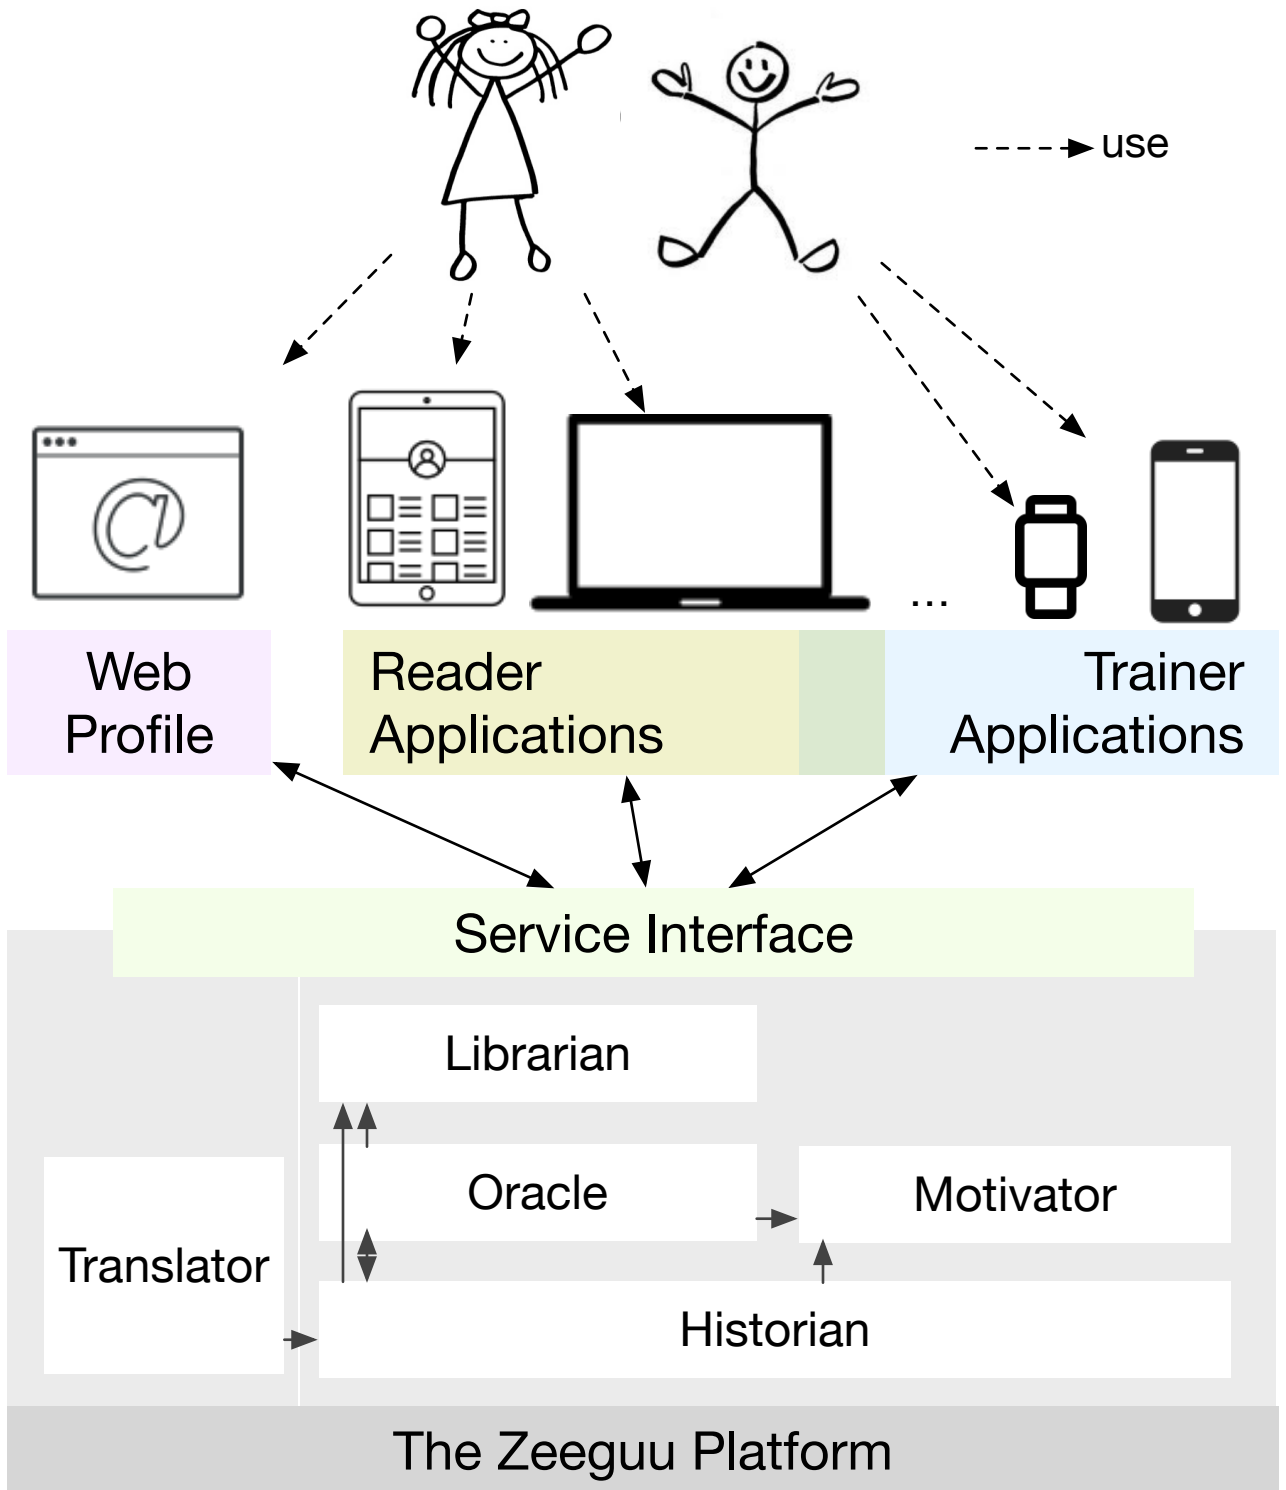 use
...
Web
Profile
Reader
Applications
Trainer
Applications
Service Interface
Librarian
Oracle
Motivator
Translator
Historian
The Zeeguu Platform